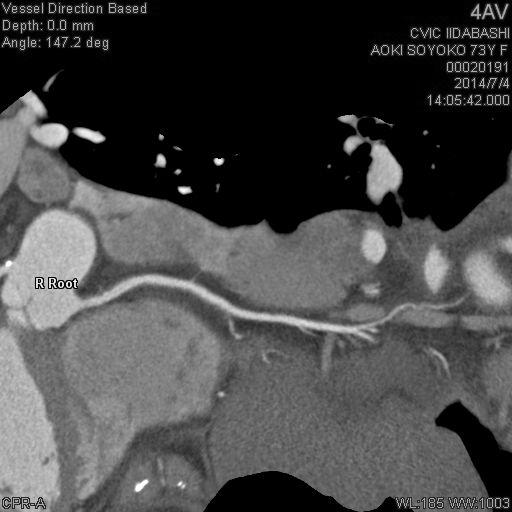 Vessel Direction Based
Depth: 0.0 mm
Angle: 147.2 deg
4AV
CVIC IIDABASHI
AOKI SOYOKO 73Y F
00020191
2014/7/4
14:05:42.000
R Root
CPR-A
WL:185 WW:1003